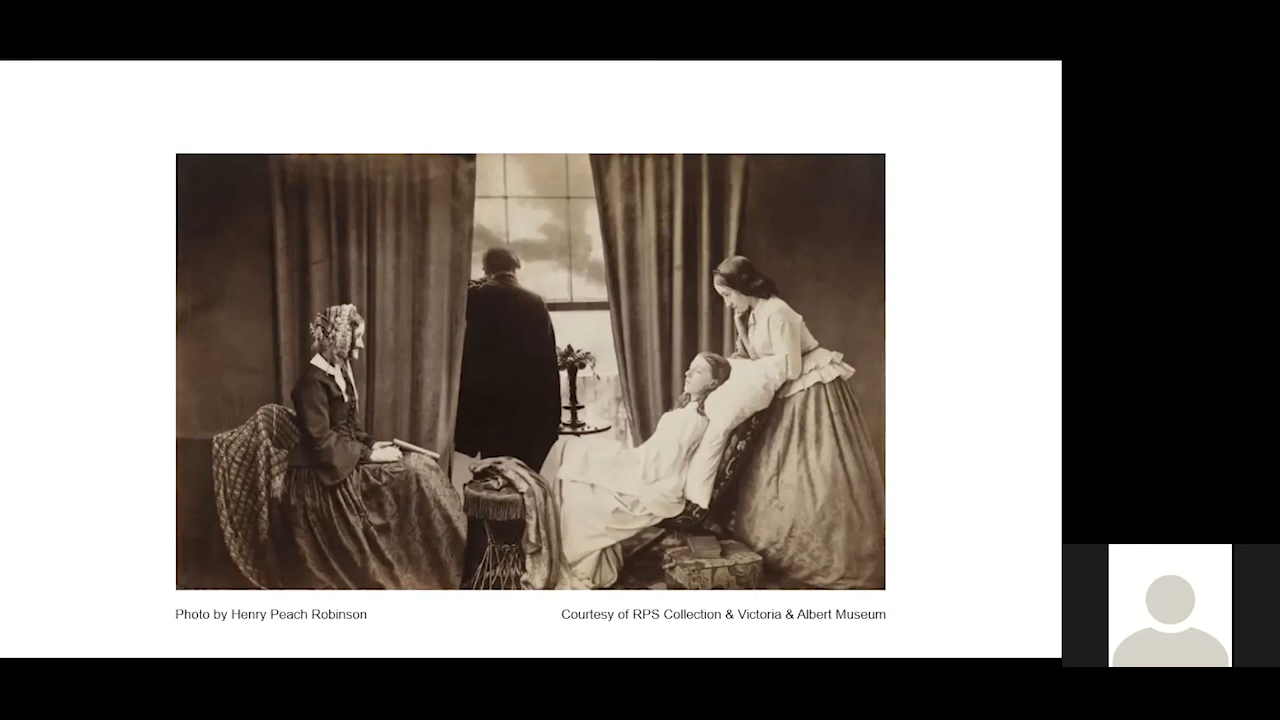 Photo by Henry Peach Robinson
Courtesy of RPS Collection & Victoria & Albert Museum